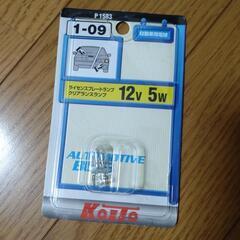 P1583
1-09
自動車用電球
ライセンスプレートランプ
クリアランスランプ
12V 5W
AUTOMOTIVE
Koito